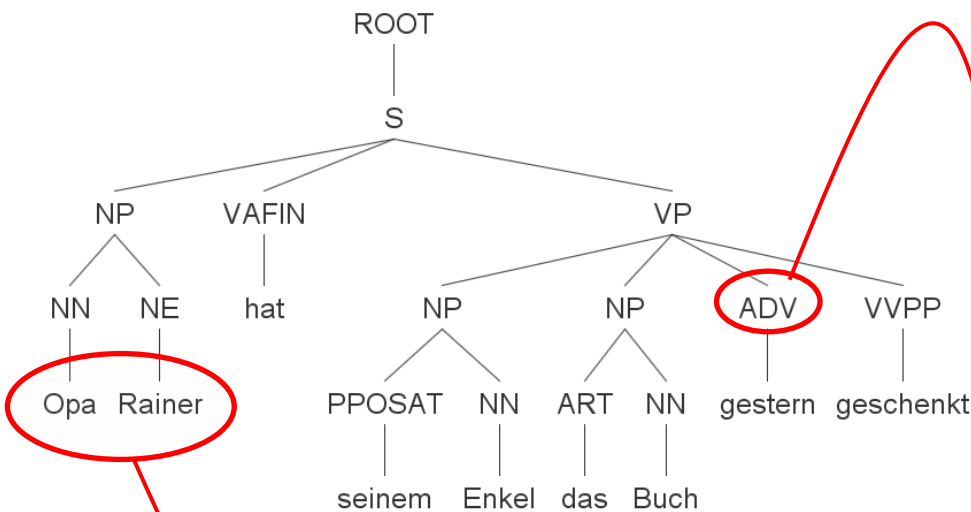 ROOT
S
NP VAFIN VP
NN NE hat NP NP ADV VVPP
Opa Rainer PPOSAT NN ART NN gestern geschenkt
seinem Enkel das Buch